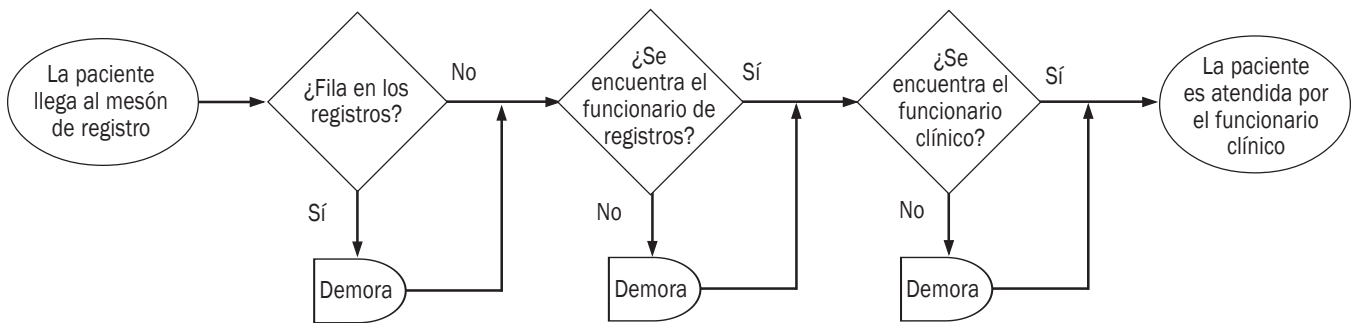 La paciente
llega al mesón
de registro
¿Fila en los
registros?
No
Sí
Demora
¿Se
encuentra el
funcionario de
registros?
Sí
No
Demora
¿Se
encuentra el
funcionario
clínico?
Sí
No
Demora
La paciente
es atendida por
el funcionario
clínico